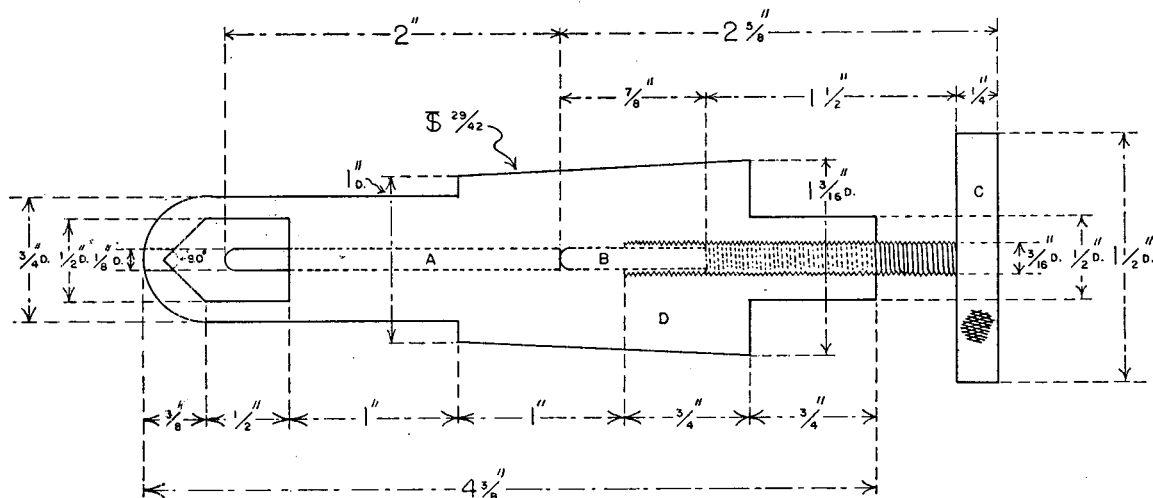 2" 2 5/8"
7/8" 1 1/2" 1/4"
$ 29/42
1" D.
1 3/16" D.
C
3/4" D. 1/2" D. 1/8" D. 90° A B 3/16" D. 1/2" D. 1 1/2" D.
D
3/8" 1/2" 1" 1" 3/4" 3/4"
4 3/8"